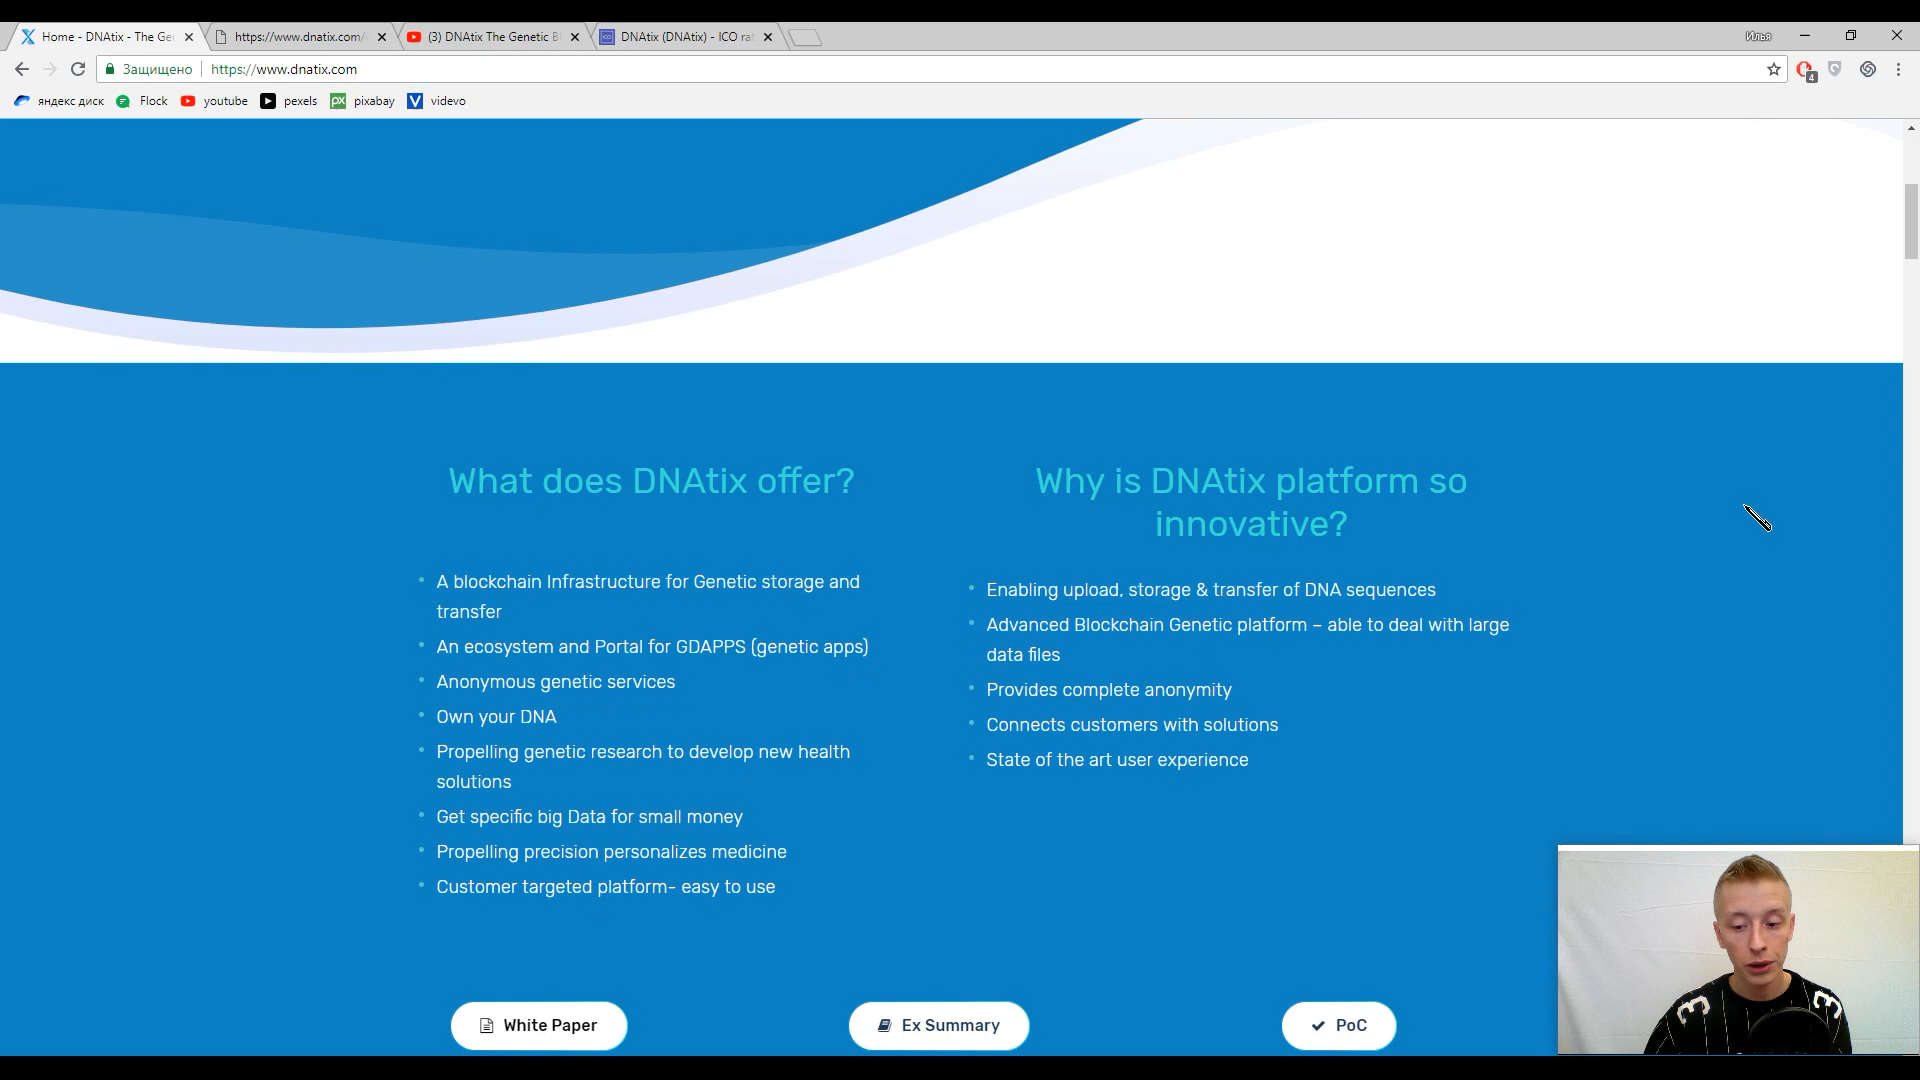 Home - DNAtix - The Ge
https://www.dnatix.com/
(3) DNAtix The Genetic B
DNAtix (DNAtix) - ICO ra
Илья
Защищено
https://www.dnatix.com
4
яндекс диск
Flock
youtube
pexels
px
pixabay
V
videvo
What does DNAtix offer?
A blockchain Infrastructure for Genetic storage and
transfer
An ecosystem and Portal for GDAPPS (genetic apps)
Anonymous genetic services
Own your DNA
Propelling genetic research to develop new health
solutions
Get specific big Data for small money
Propelling precision personalizes medicine
Customer targeted platform- easy to use
Why is DNAtix platform so
innovative?
Enabling upload, storage & transfer of DNA sequences
Advanced Blockchain Genetic platform – able to deal with large
data files
Provides complete anonymity
Connects customers with solutions
State of the art user experience
White Paper
Ex Summary
PoC